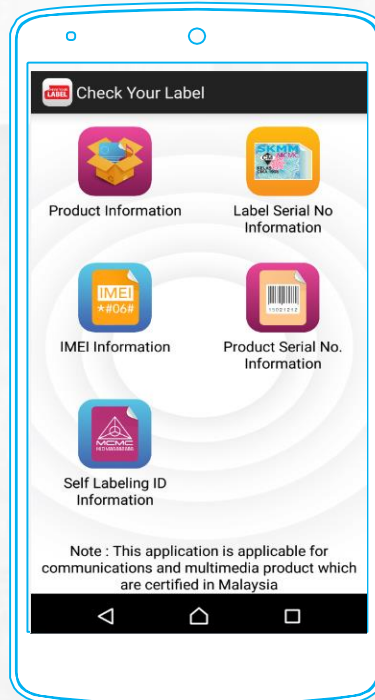 Check Your Label
Product Information
Label Serial No
Information
IMEI
*#06#
IMEI Information
Product Serial No.
Information
MCMC
Self Labeling ID
Information
Note : This application is applicable for
communications and multimedia product which
are certified in Malaysia